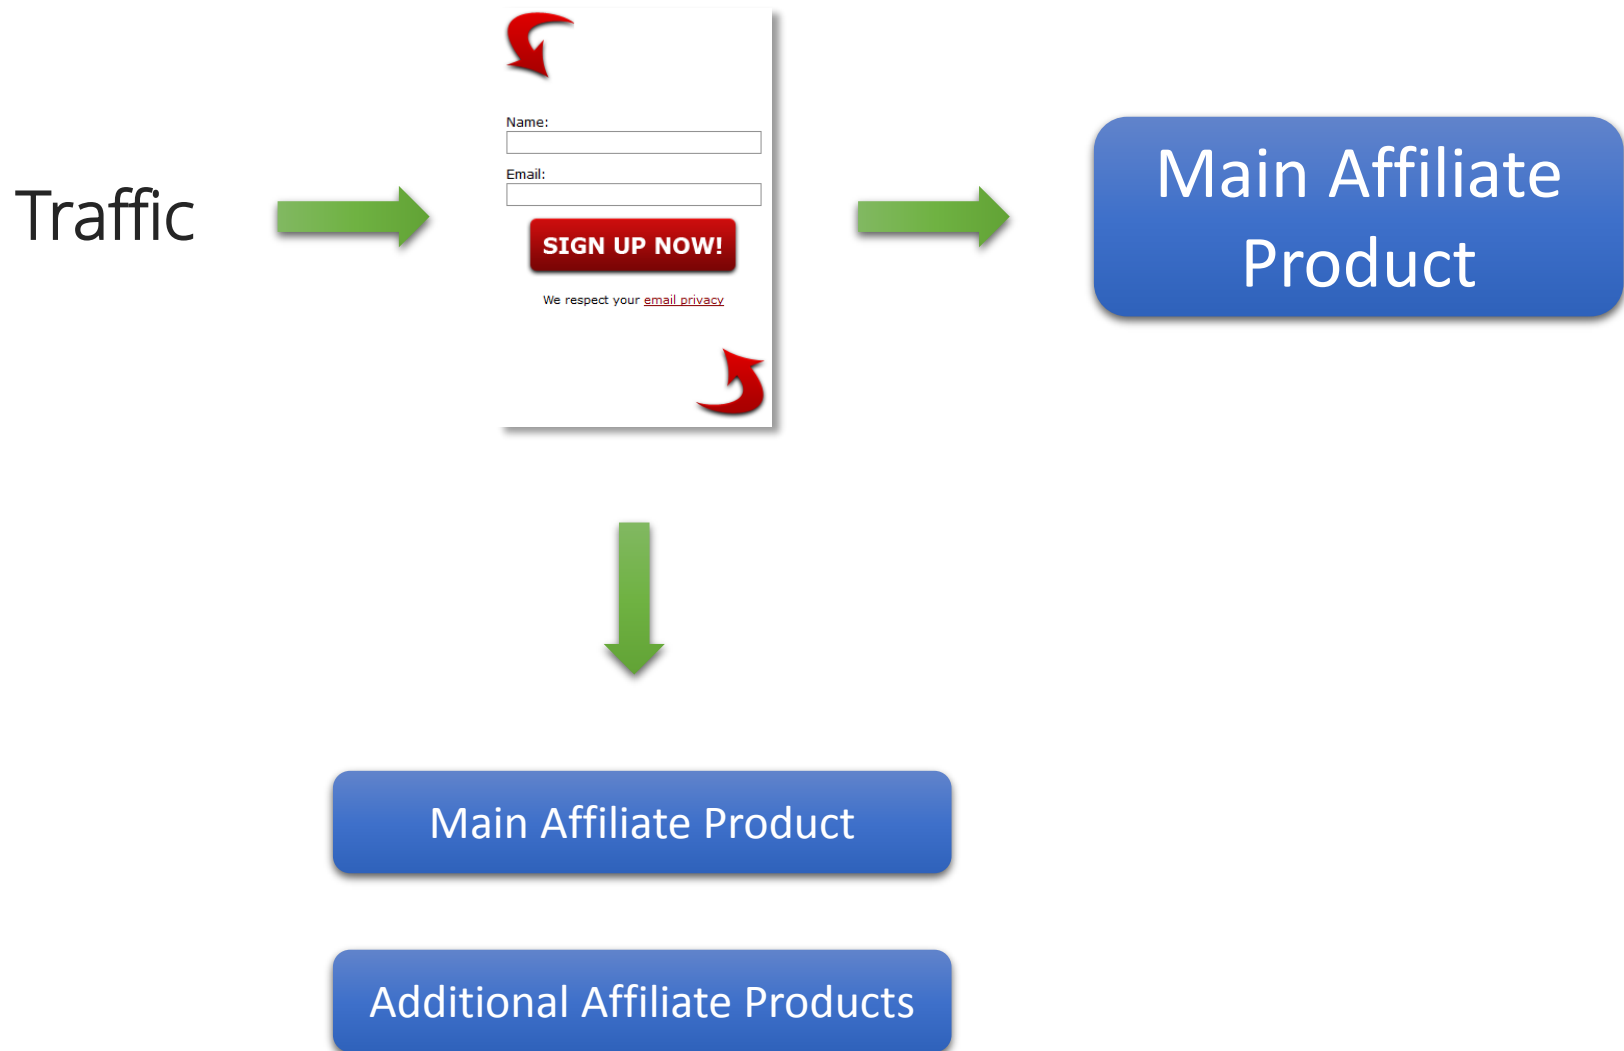 Traffic
Name:
Email:
SIGN UP NOW!
We respect your email privacy
Main Affiliate
Product
Main Affiliate Product
Additional Affiliate Products